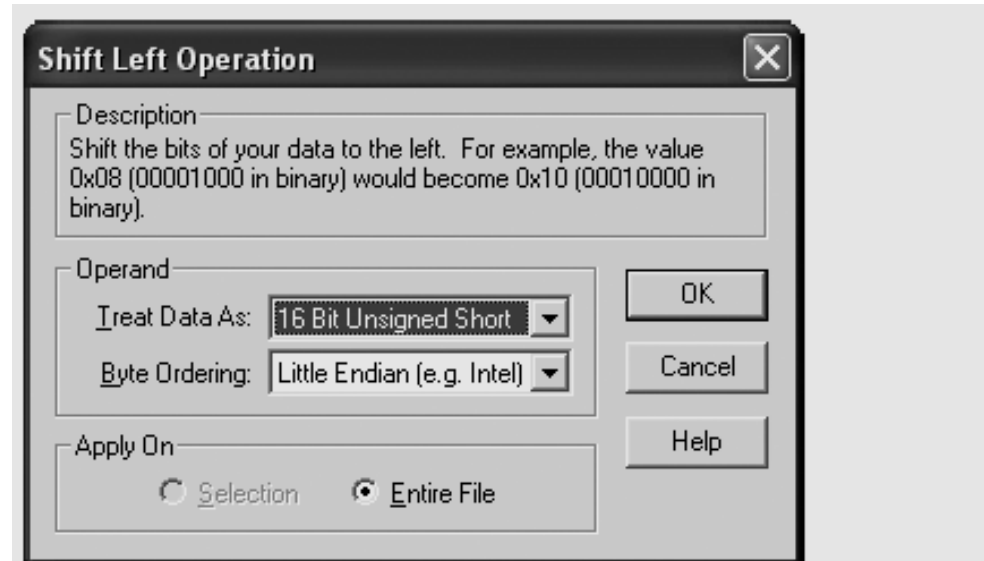 Shift Left Operation
Description
Shift the bits of your data to the left. For example, the value
0x08 (00001000 in binary) would become 0x10 (00010000 in
binary).
Operand
Treat Data As: 16 Bit Unsigned Short
Byte Ordering: Little Endian (e.g. Intel)
OK
Cancel
Help
Apply On
Selection Entire File